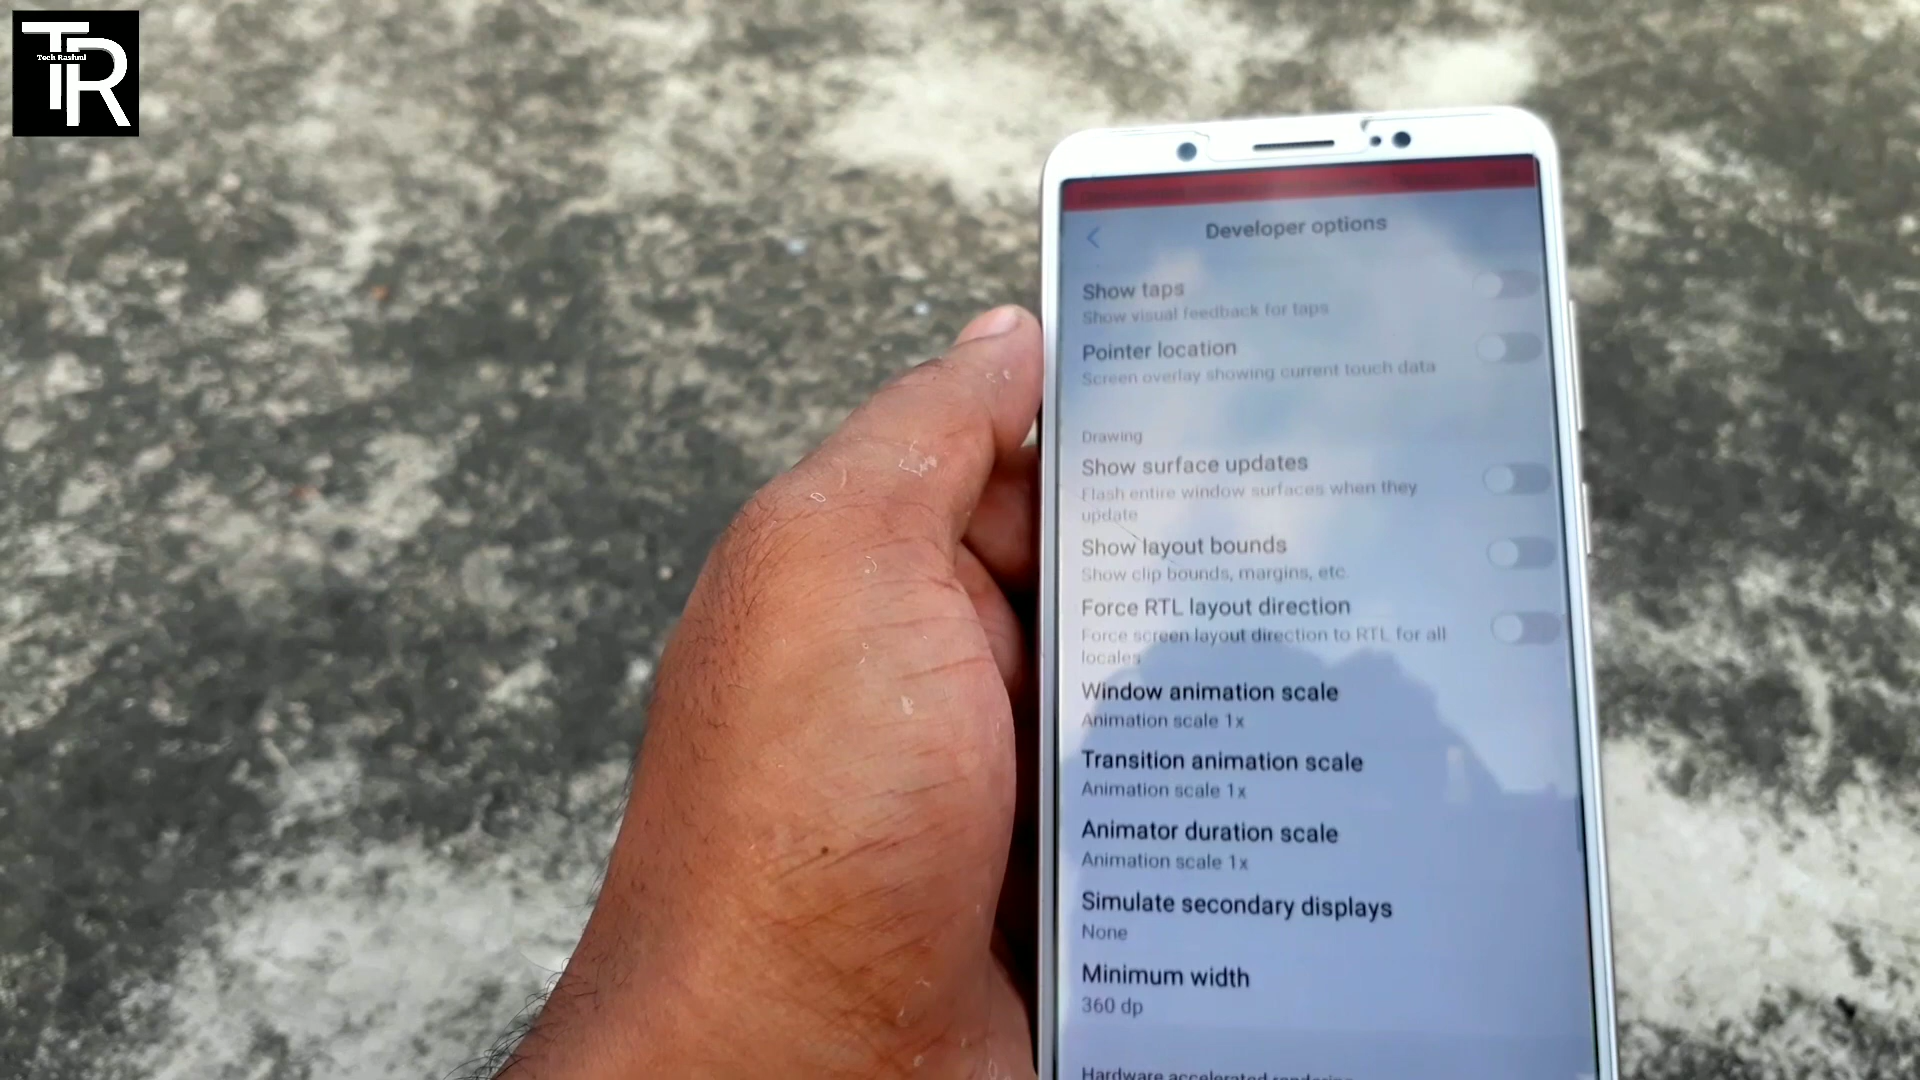 TR
Tech Rashmi
Developer options
Show taps
Show visual feedback for taps
Pointer location
Screen overlay showing current touch data
Drawing
Show surface updates
Flash entire window surfaces when they
update
Show layout bounds
Show clip bounds, margins, etc.
Force RTL layout direction
Force screen layout direction to RTL for all
locales
Window animation scale
Animation scale 1x
Transition animation scale
Animation scale 1x
Animator duration scale
Animation scale 1x
Simulate secondary displays
None
Minimum width
360 dp
Hardware accelerated rendering